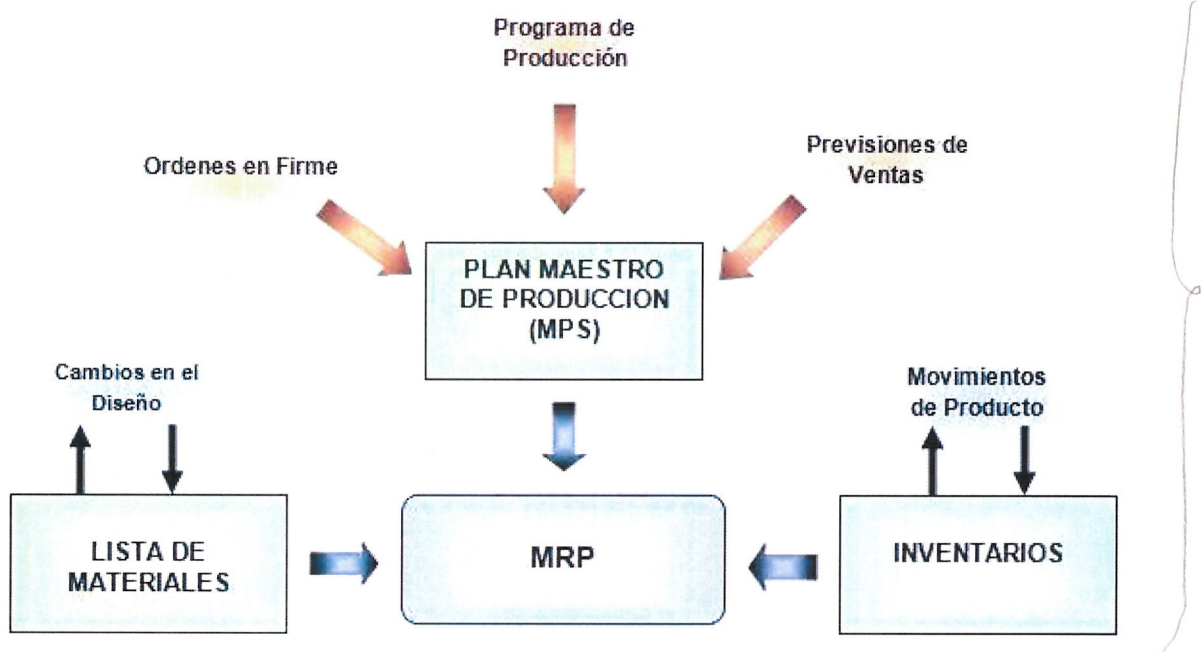 Programa de
Producción
Ordenes en Firme
Previsiones de
Ventas
PLAN MAESTRO
DE PRODUCCION
(MPS)
Cambios en el
Diseño
Movimientos
de Producto
LISTA DE
MATERIALES
MRP
INVENTARIOS